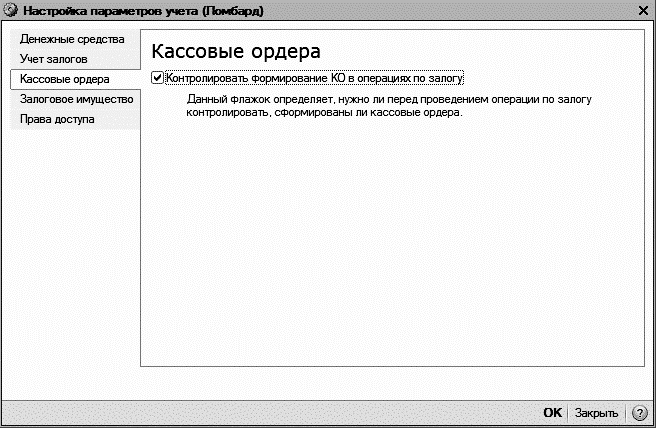 Настройка параметров учета (Ломбард)
Денежные средства
Учет залогов
Кассовые ордера
Залоговое имущество
Права доступа
Кассовые ордера
Контролировать формирование КО в операциях по залогу
Данный флажок определяет, нужно ли перед проведением операции по залогу
контролировать, сформированы ли кассовые ордера.
OK Закрыть ?